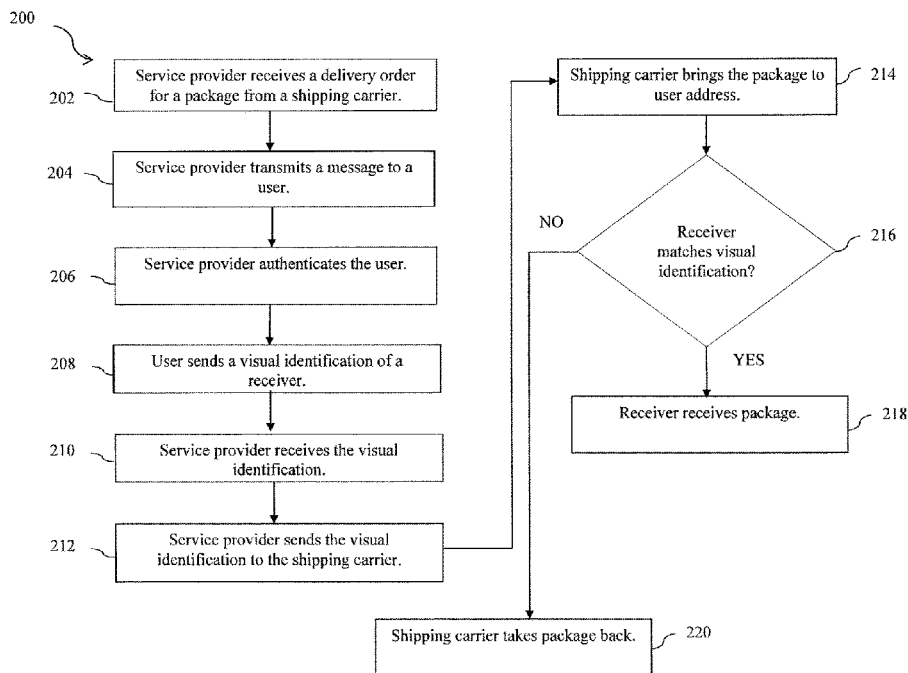 200
Service provider receives a delivery order
for a package from a shipping carrier.
202
Service provider transmits a message to a
user.
204
Service provider authenticates the user.
206
User sends a visual identification of a
receiver.
208
Service provider receives the visual
identification.
210
Service provider sends the visual
identification to the shipping carrier.
212
Shipping carrier brings the package to
user address.
214
Receiver
matches visual
identification?
216
NO
YES
Receiver receives package.
218
Shipping carrier takes package back.
220